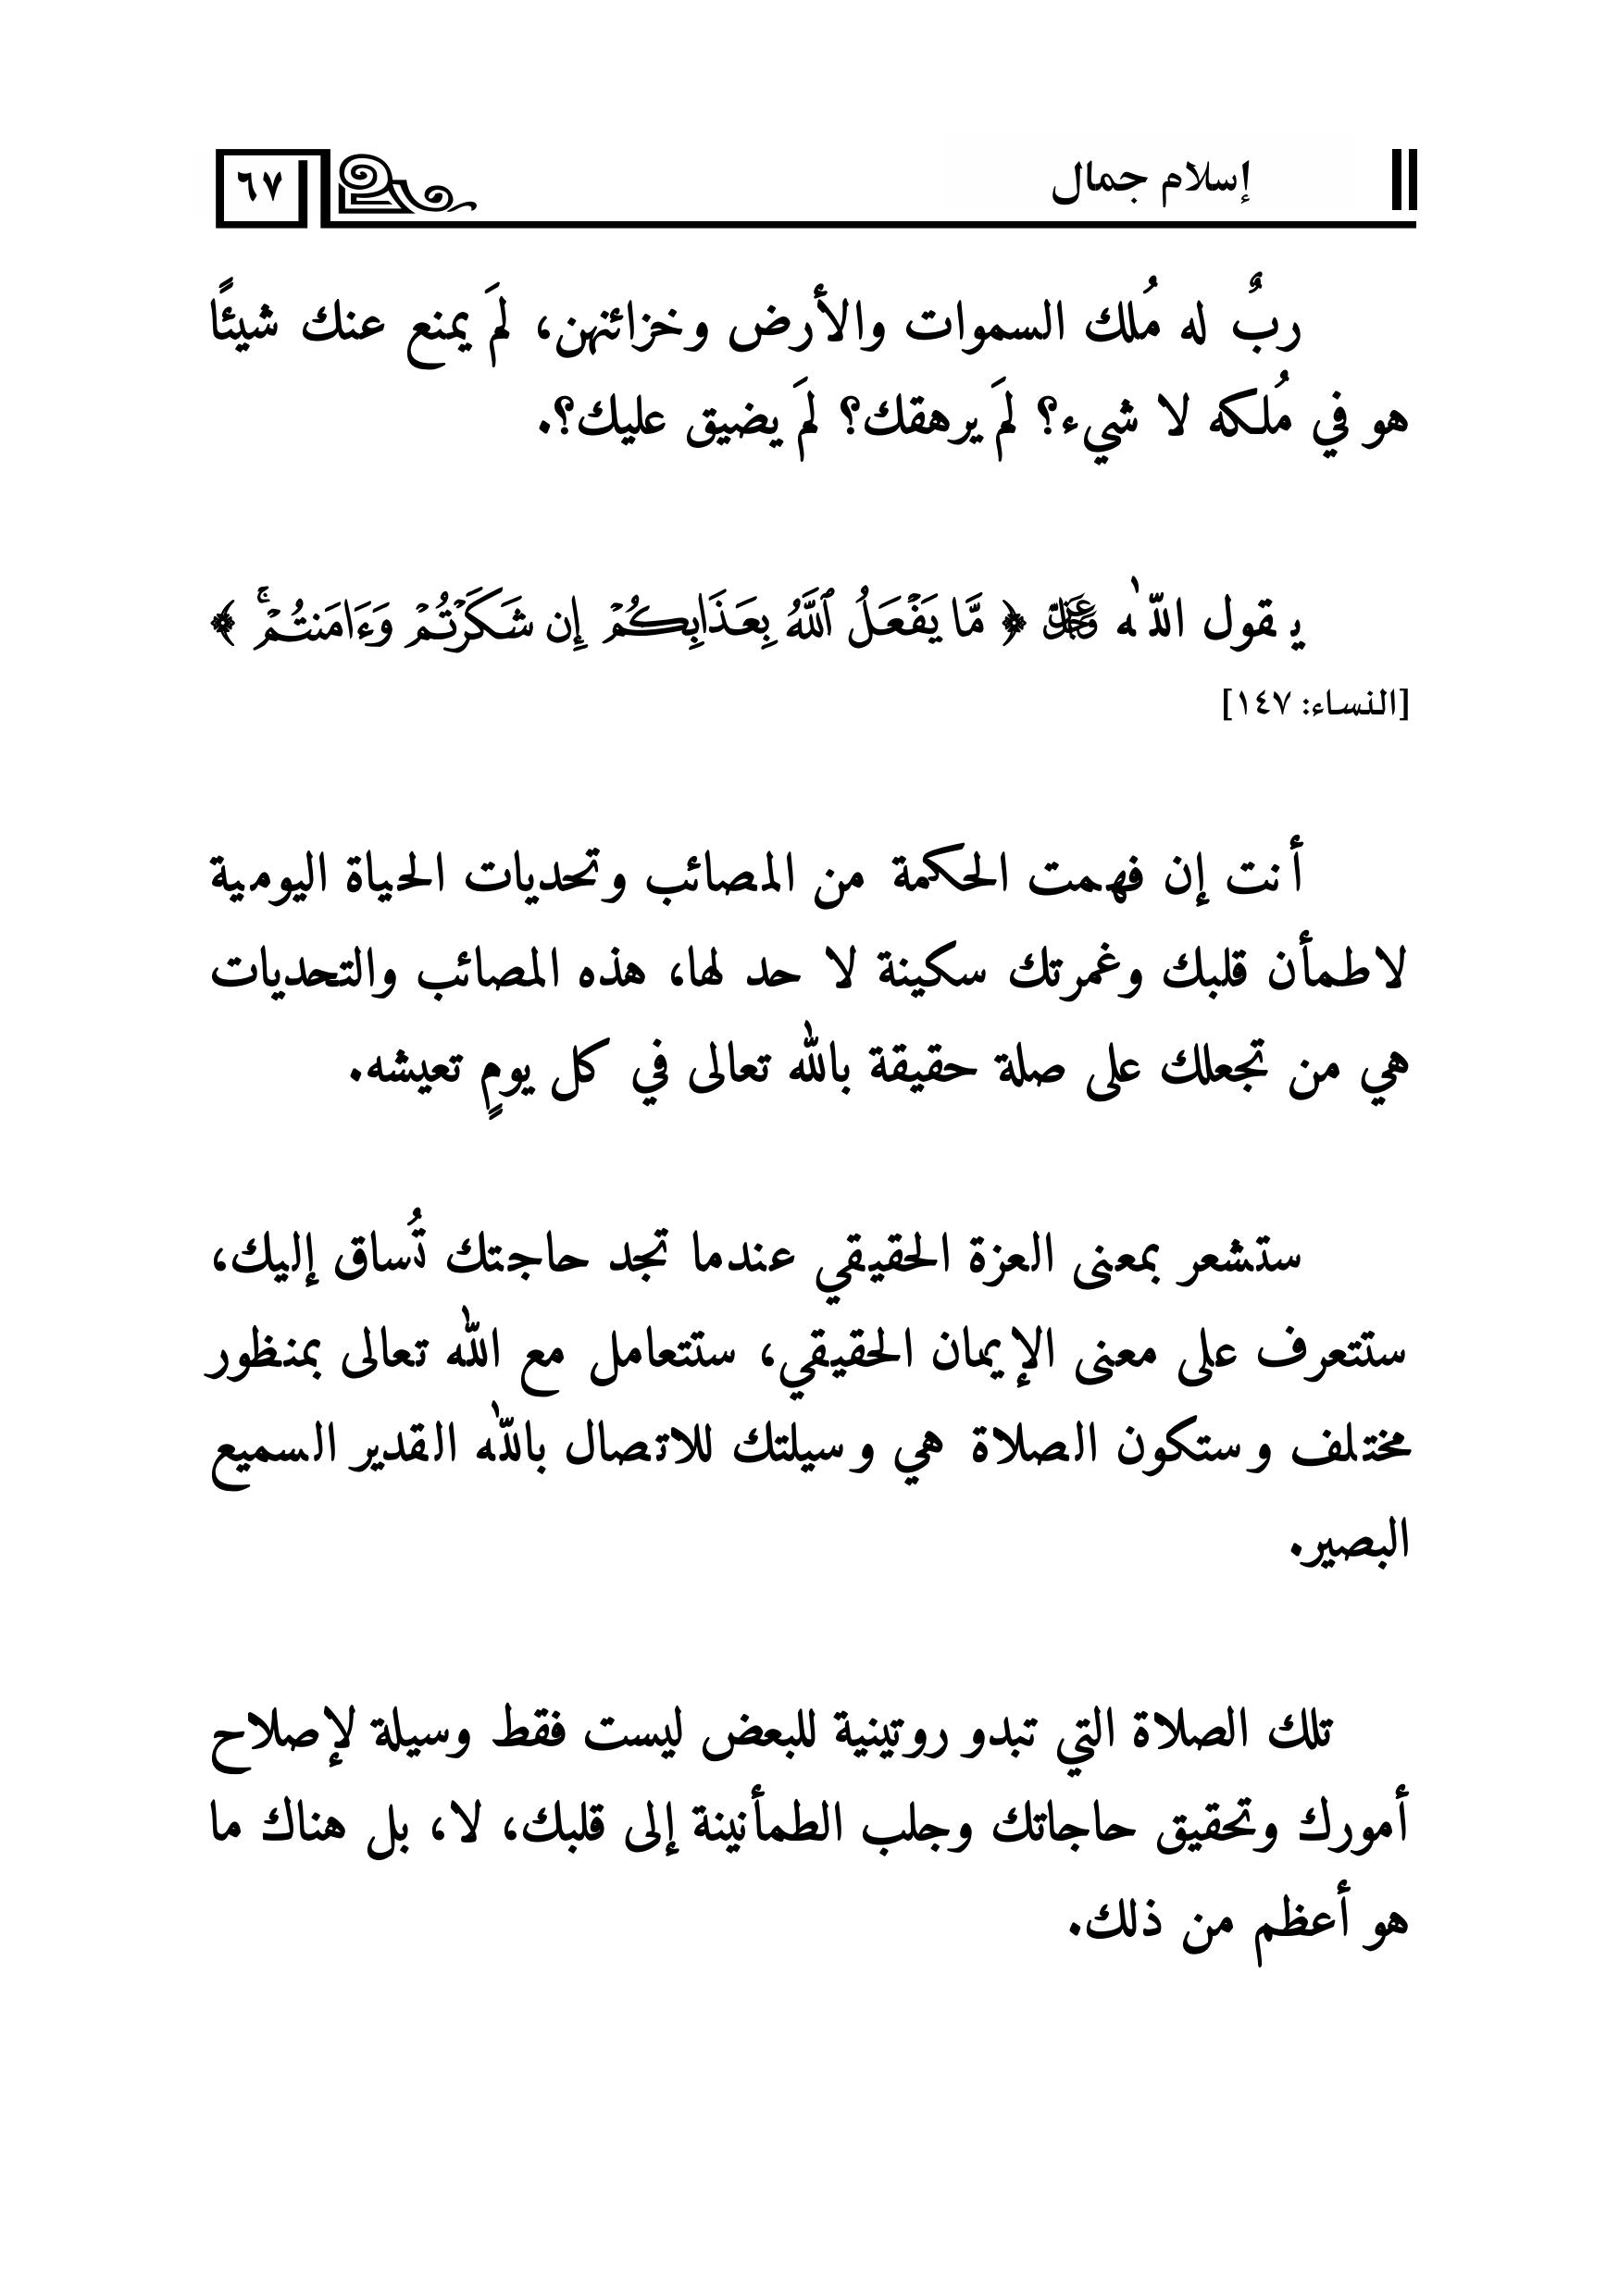 إسلام جمال
٦٧
ربٌ له مُلك السموات والأرض وخزائنهن، لمَ يمنع عنك شيئًا
هو في مُلكه لا شيء؟ لمَ يرهقك؟ لمَ يضيق عليك؟.
يقول اللّٰه ﷿ ﴿ مَّا يَفۡعَلُ ٱللَّهُ بِعَذَابِكُمۡ إِن شَكَرۡتُمۡ وَءَامَنتُمۡۚ ﴾
[النساء: ١٤٧]
أنت إن فهمت الحكمة من المصائب وتحديات الحياة اليومية
لاطمأن قلبك وغمرتك سكينة لا حد لها، هذه المصائب والتحديات
هي من تجعلك على صلة حقيقة بالله تعالى في كل يومٍ تعيشه.
ستشعر بمعنى العزة الحقيقي عندما تجد حاجتك تُساق إليك،
ستتعرف على معنى الإيمان الحقيقي، ستتعامل مع الله تعالى بمنظور
مختلف وستكون الصلاة هي وسيلتك للاتصال بالله القدير السميع
البصير.
تلك الصلاة التي تبدو روتينية للبعض ليست فقط وسيلة لإصلاح
أمورك وتحقيق حاجاتك وجلب الطمأنينة إلى قلبك، لا، بل هناك ما
هو أعظم من ذلك.